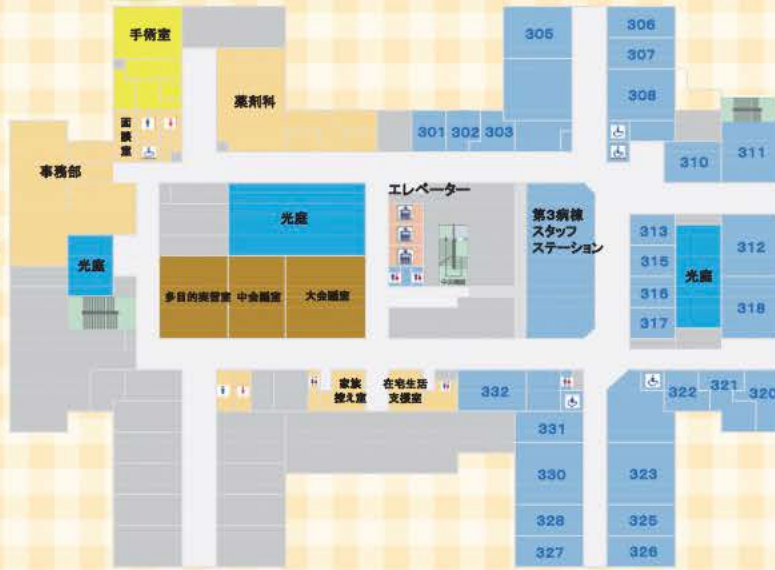 手術室
305
306
307
薬剤科
308
面談室
301
302
303
311
310
事務部
エレベーター
第3病棟
スタッフ
ステーション
光庭
313
312
光庭
315
光庭
多目的実習室
中会議室
大会議室
316
318
317
家族
控え室
在宅生活
支援室
332
322
321
320
331
330
323
328
325
327
326